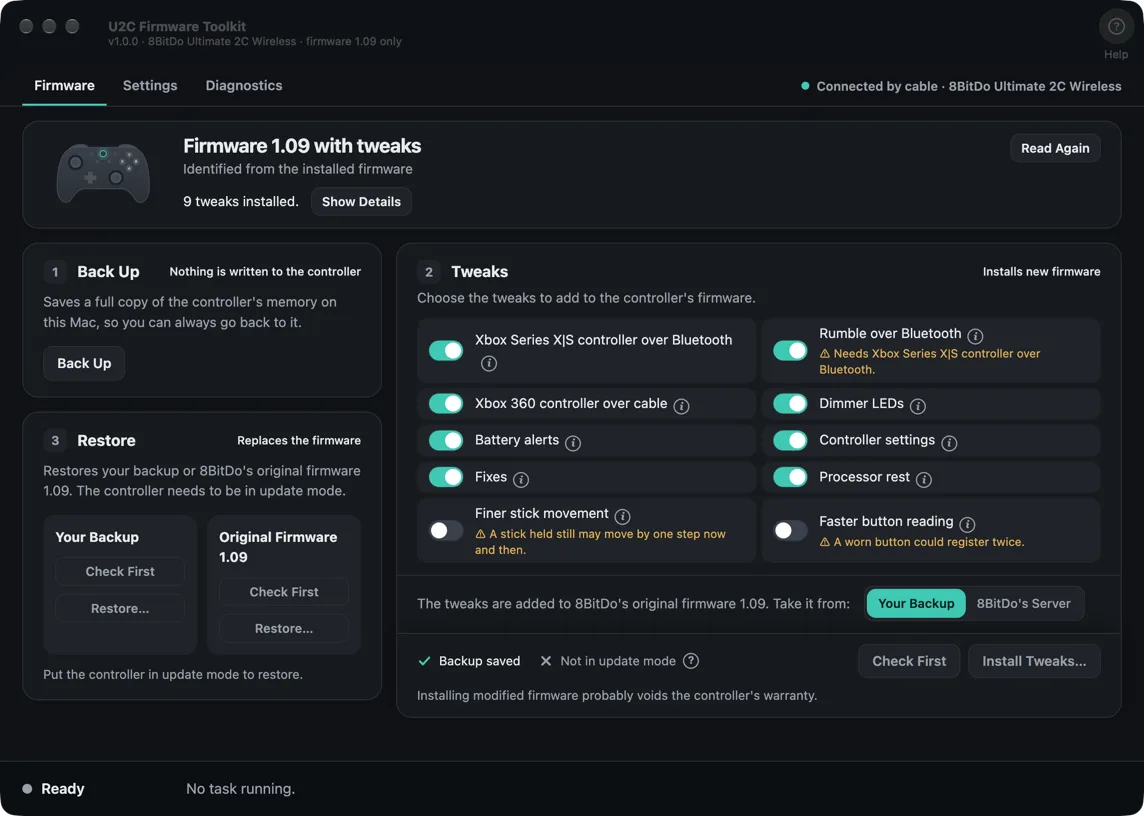 U2C Firmware Toolkit
v1.0.0 · 8BitDo Ultimate 2C Wireless · firmware 1.09 only
?
Help
Firmware
Settings
Diagnostics
Connected by cable · 8BitDo Ultimate 2C Wireless
Firmware 1.09 with tweaks
Identified from the installed firmware
9 tweaks installed.
Show Details
Read Again
1
Back Up
Nothing is written to the controller
Saves a full copy of the controller's memory on
this Mac, so you can always go back to it.
Back Up
3
Restore
Replaces the firmware
Restores your backup or 8BitDo's original firmware
1.09. The controller needs to be in update mode.
Your Backup
Check First
Restore...
Original Firmware
1.09
Check First
Restore...
Put the controller in update mode to restore.
2
Tweaks
Installs new firmware
Choose the tweaks to add to the controller's firmware.
Xbox Series X|S controller over Bluetooth
Rumble over Bluetooth
⚠ Needs Xbox Series X|S controller over
Bluetooth.
Xbox 360 controller over cable
Dimmer LEDs
Battery alerts
Controller settings
Fixes
Processor rest
Finer stick movement
⚠ A stick held still may move by one step now
and then.
Faster button reading
⚠ A worn button could register twice.
The tweaks are added to 8BitDo's original firmware 1.09. Take it from:
Your Backup
8BitDo's Server
✓ Backup saved
✕ Not in update mode ?
Check First
Install Tweaks...
Installing modified firmware probably voids the controller's warranty.
Ready
No task running.